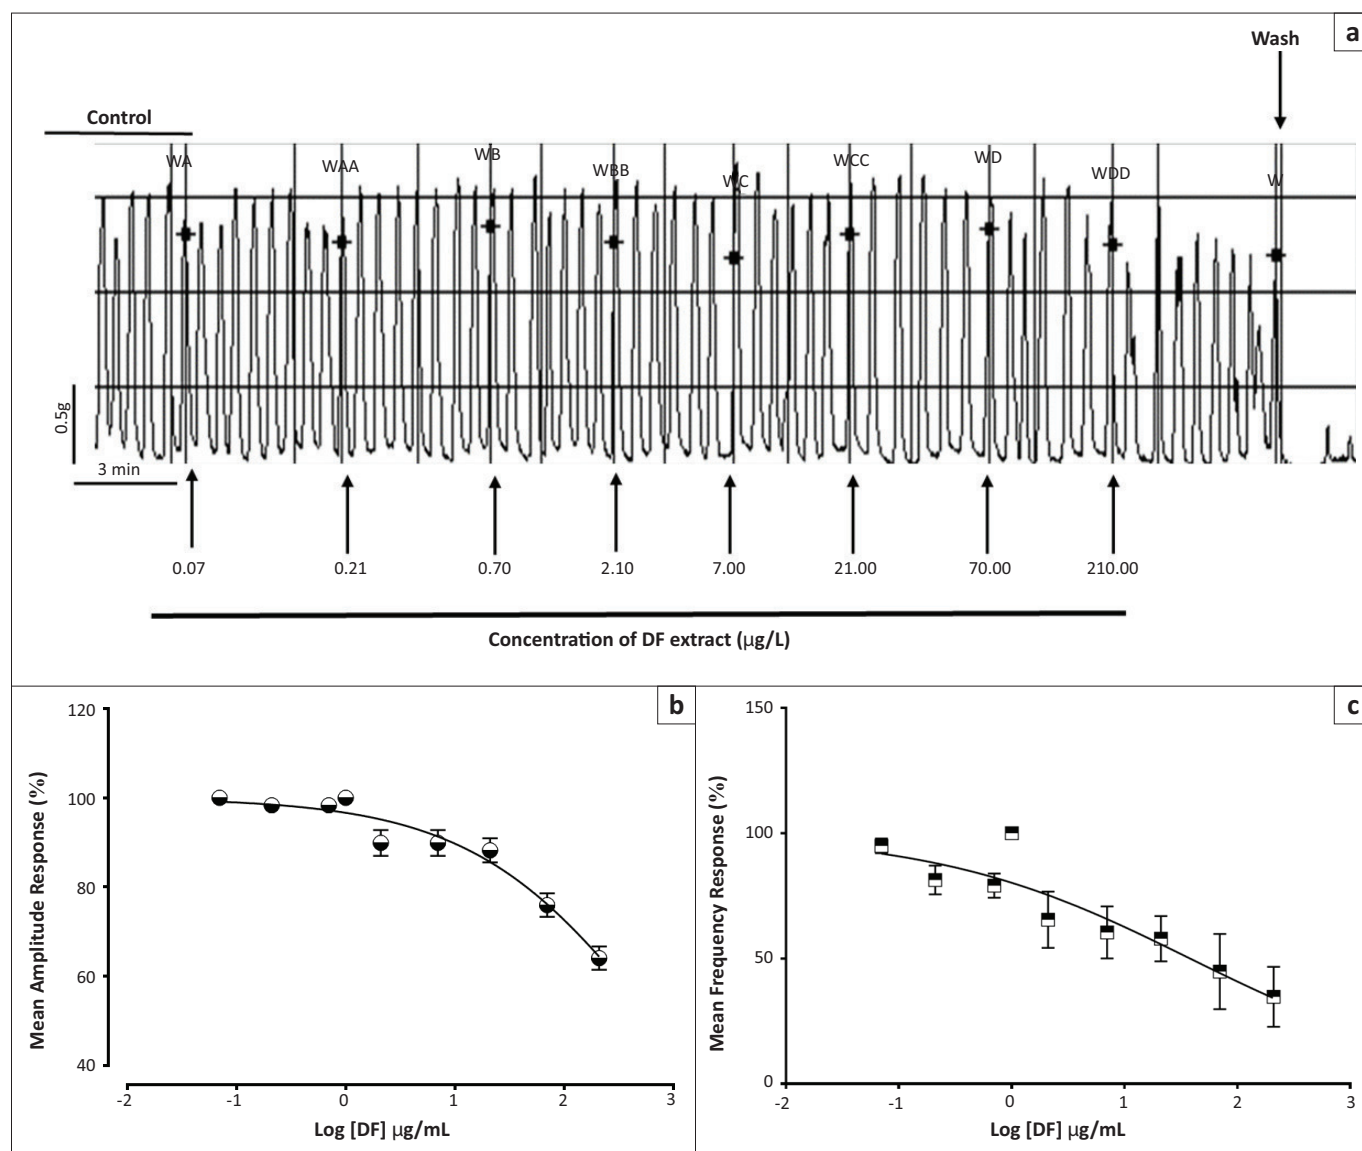 a
Wash
Control
WA
WAA
WB
WBB
WC
WCC
WD
WDD
W
0.5g
3 min
0.07 0.21 0.70 2.10 7.00 21.00 70.00 210.00
Concentration of DF extract (µg/L)
b
Mean Amplitude Response (%)
120
100
80
60
40
-2 -1 0 1 2 3
Log [DF] µg/mL
c
Mean Frequency Response (%)
150
100
50
0
-2 -1 0 1 2 3
Log [DF] µg/mL